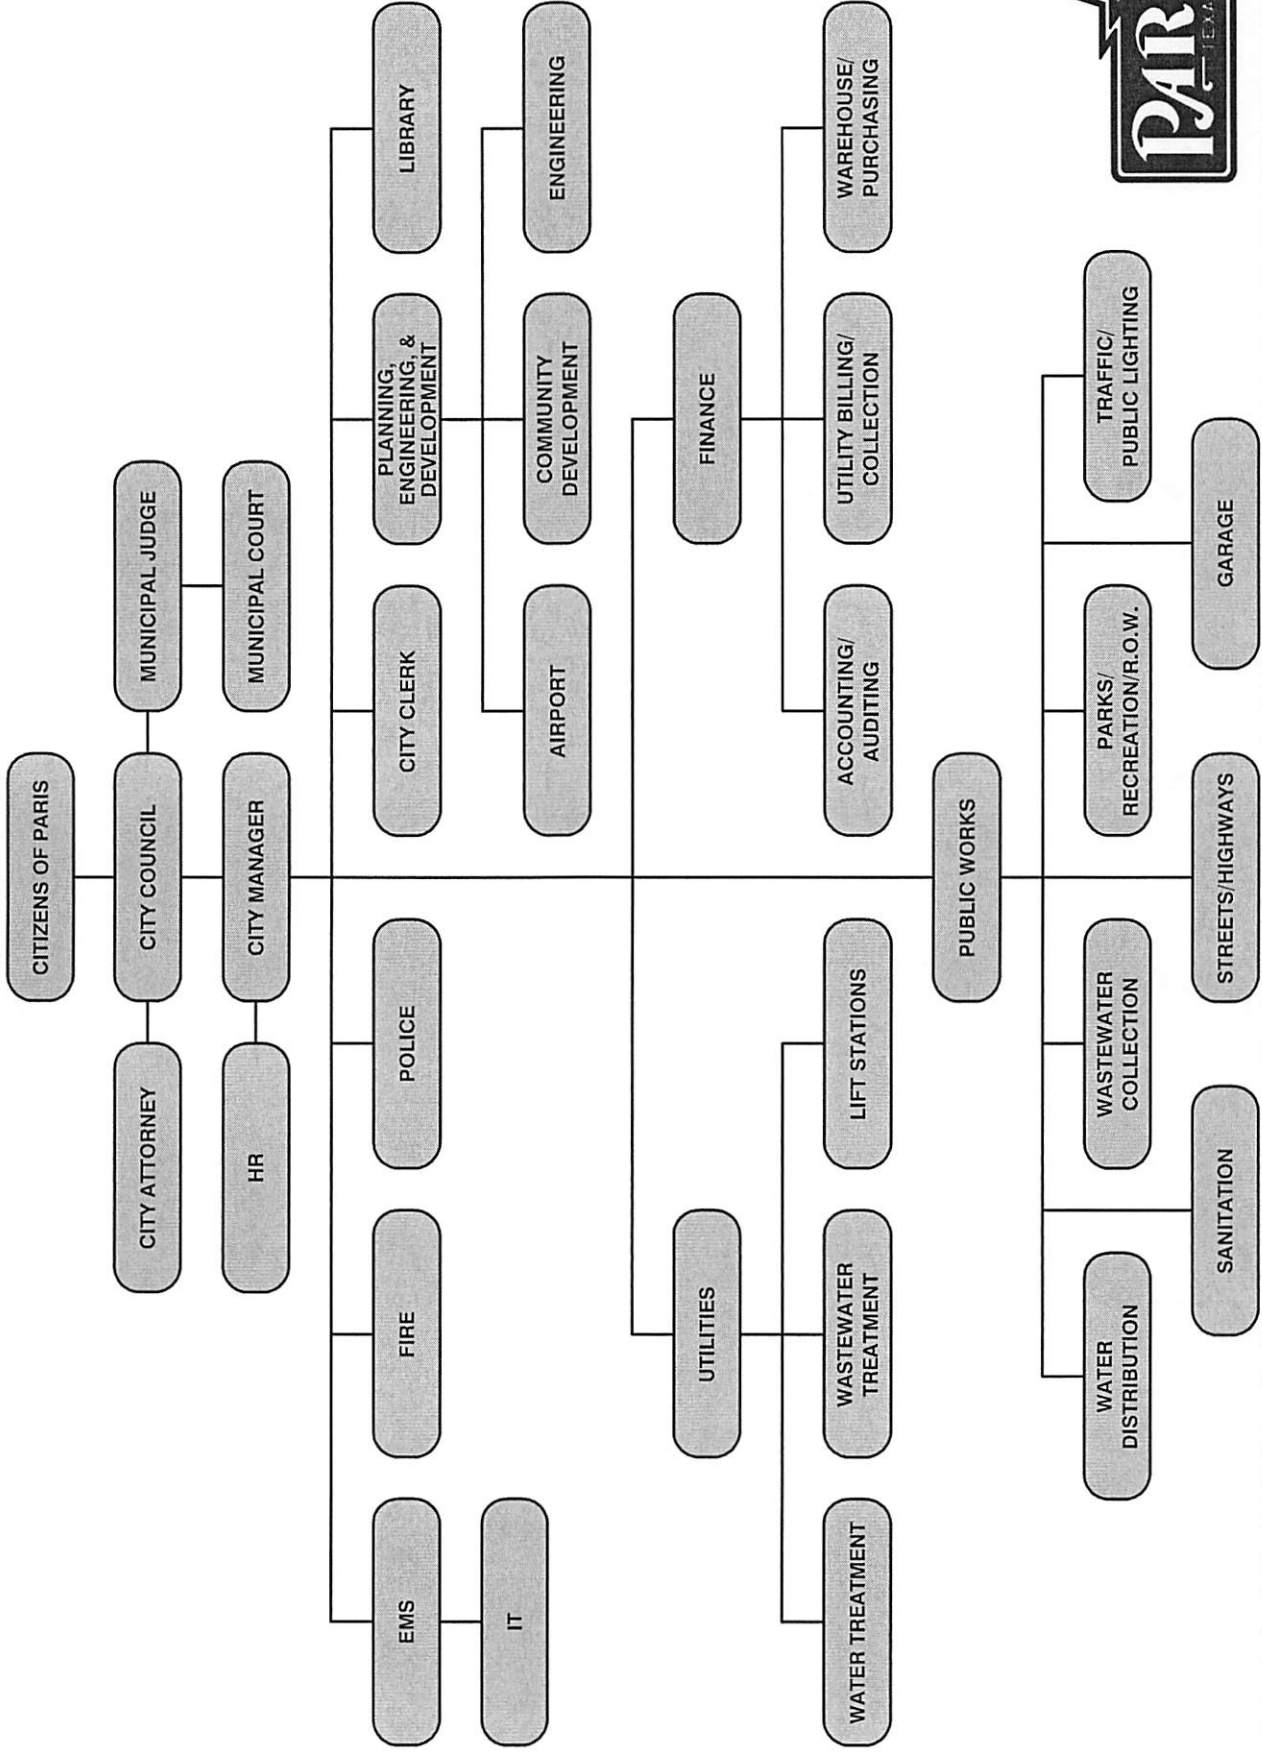 CITIZENS OF PARIS
CITY ATTORNEY
CITY COUNCIL
MUNICIPAL JUDGE
HR
CITY MANAGER
MUNICIPAL COURT
EMS
FIRE
POLICE
CITY CLERK
PLANNING,
ENGINEERING, &
DEVELOPMENT
LIBRARY
IT
AIRPORT
COMMUNITY
DEVELOPMENT
ENGINEERING
UTILITIES
FINANCE
WATER TREATMENT
WASTEWATER
TREATMENT
LIFT STATIONS
ACCOUNTING/
AUDITING
UTILITY BILLING/
COLLECTION
WAREHOUSE/
PURCHASING
PUBLIC WORKS
WATER
DISTRIBUTION
WASTEWATER
COLLECTION
PARKS/
RECREATION/R.O.W.
TRAFFIC/
PUBLIC LIGHTING
SANITATION
STREETS/HIGHWAYS
GARAGE
PAR
TEXA